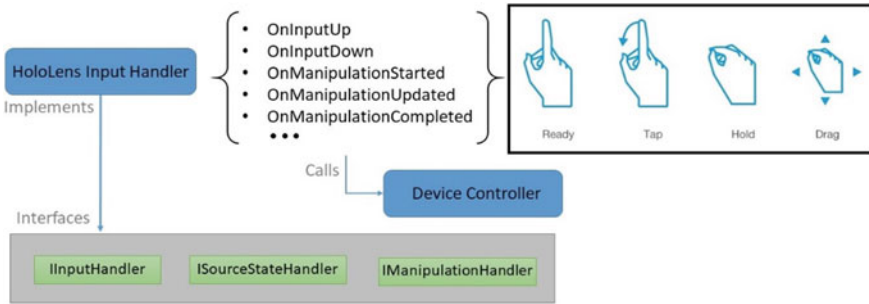 HoloLens Input Handler
• OnInputUp
• OnInputDown
• OnManipulationStarted
• OnManipulationUpdated
• OnManipulationCompleted
•••
Ready
Tap
Hold
Drag
Implements
Calls
Device Controller
Interfaces
IInputHandler
ISourceStateHandler
IManipulationHandler